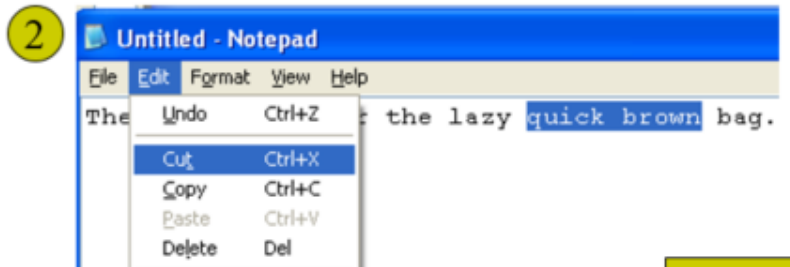 2
Untitled - Notepad
File Edit Format View Help
The r the lazy quick brown bag.
Undo Ctrl+Z
Cut Ctrl+X
Copy Ctrl+C
Paste Ctrl+V
Delete Del